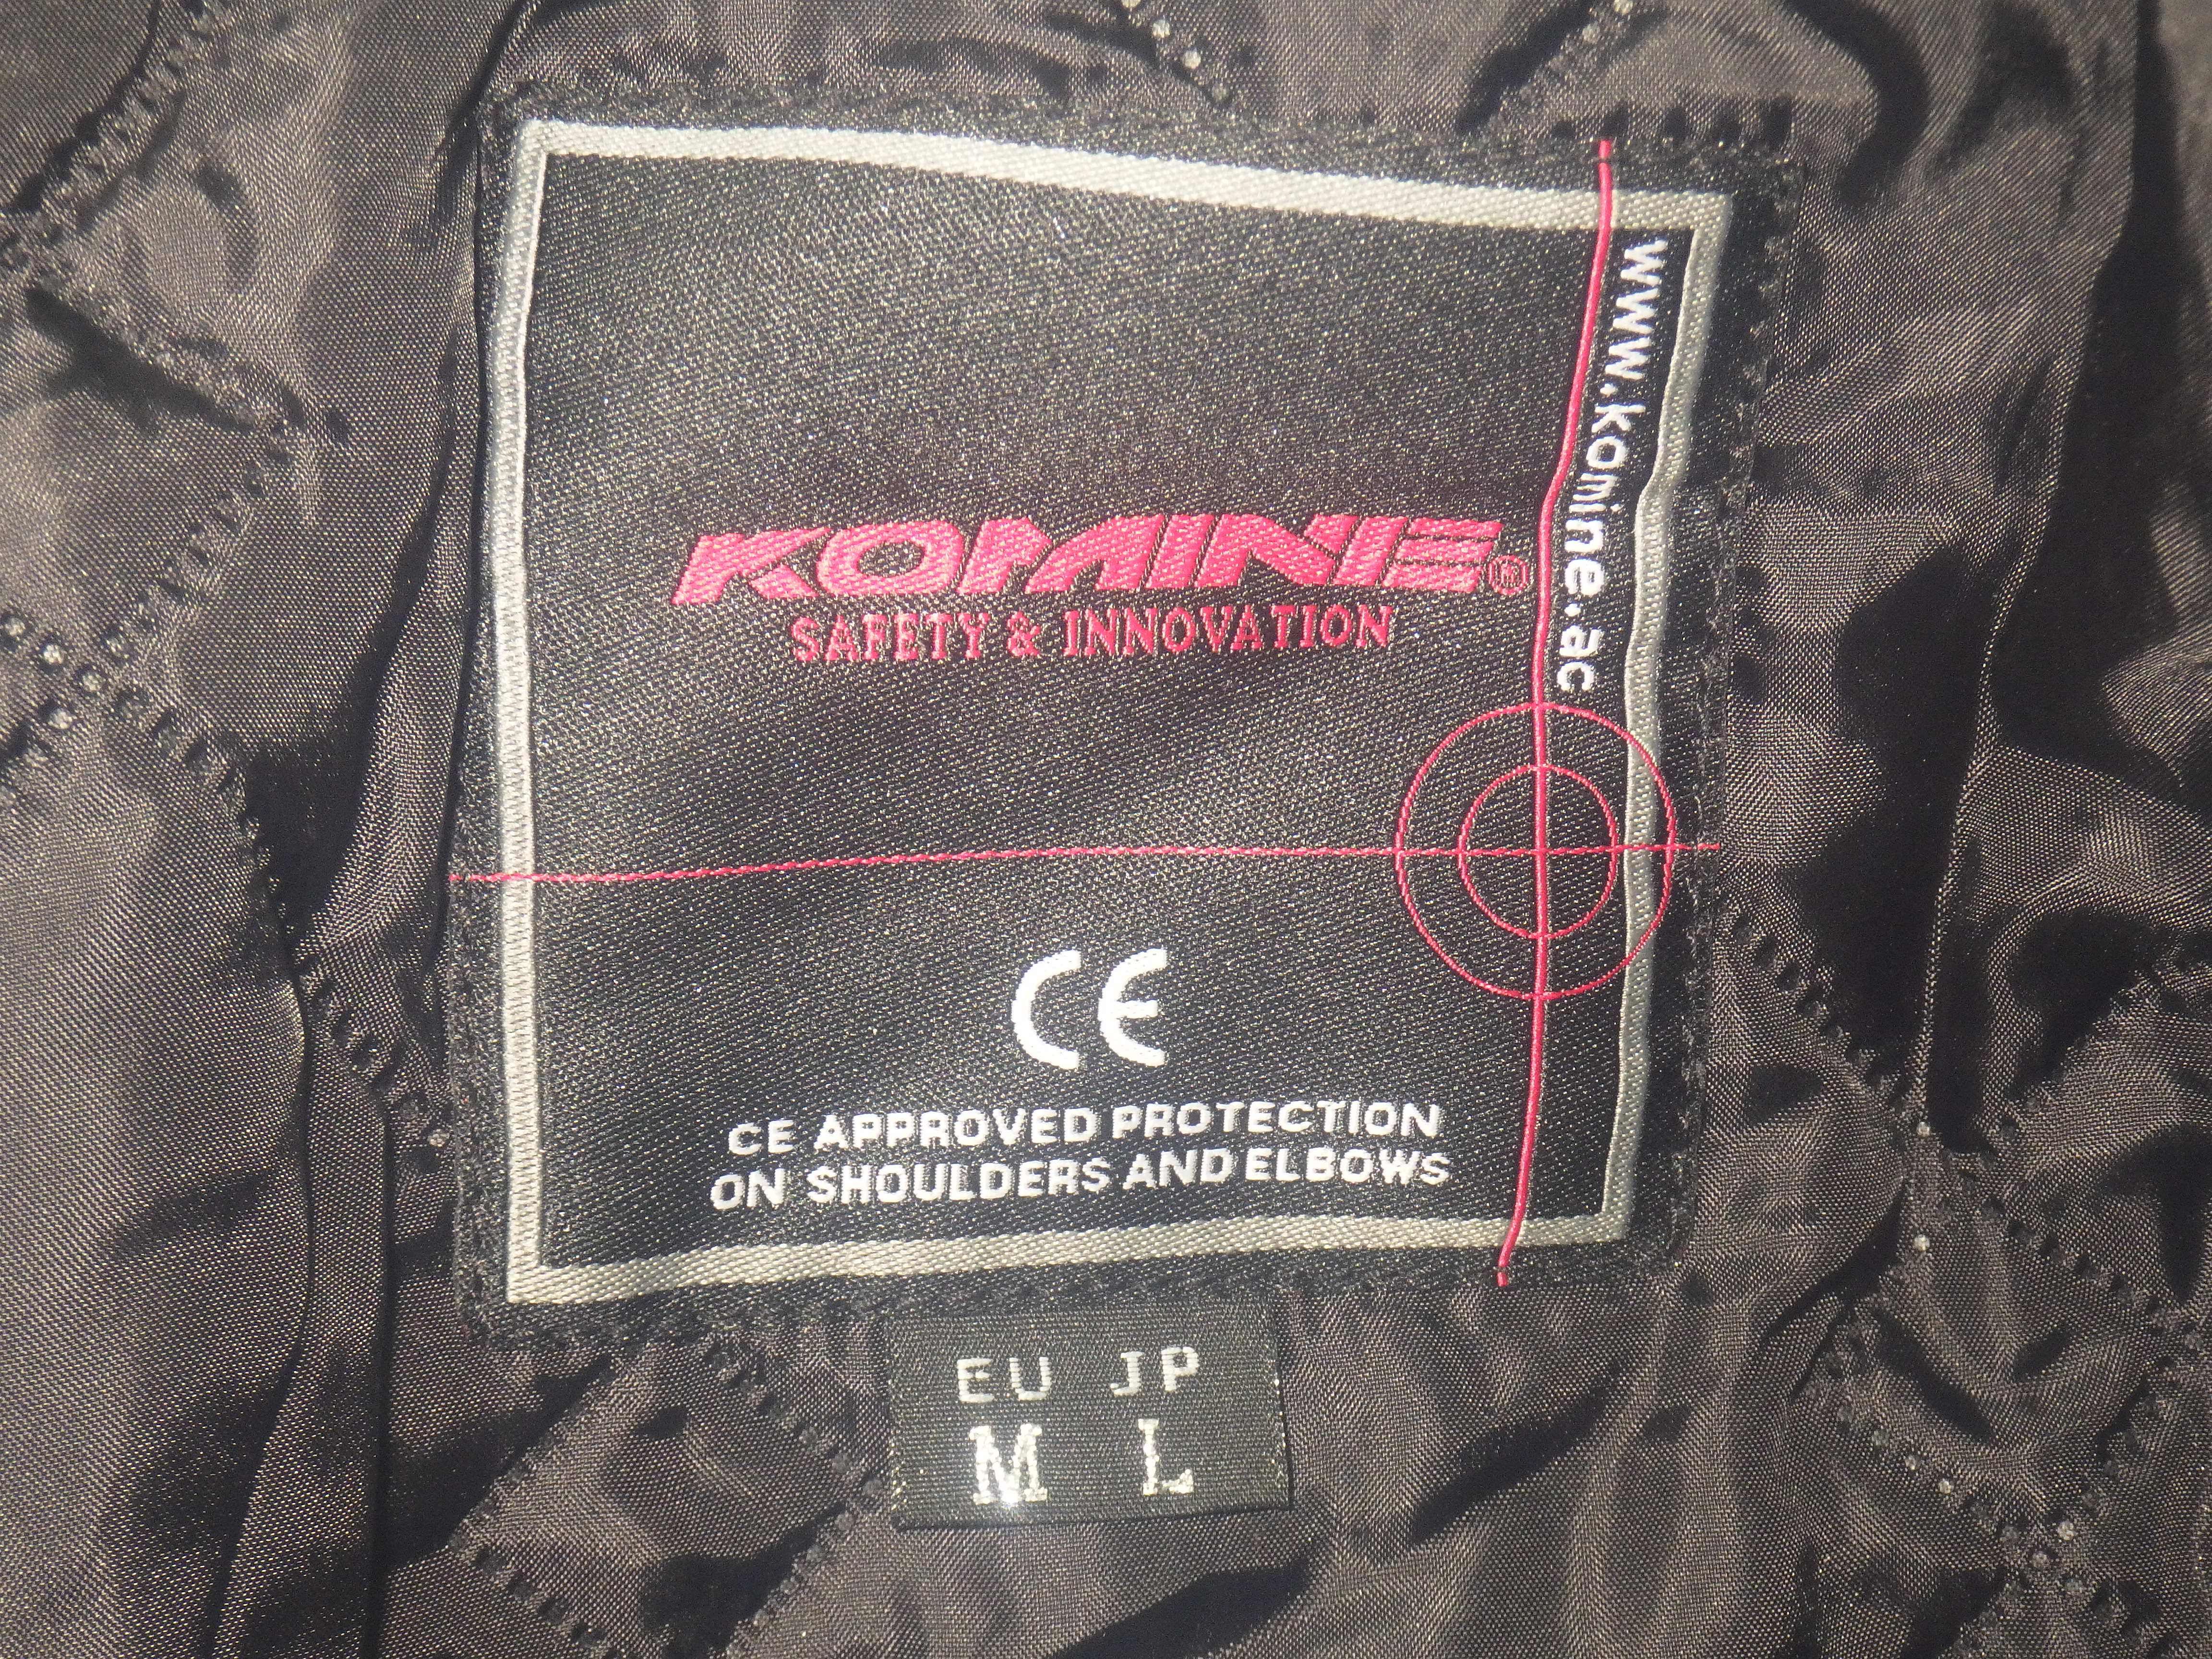 www.komine.ac
KOMINE®
SAFETY & INNOVATION
CE
CE APPROVED PROTECTION
ON SHOULDERS AND ELBOWS
EU JP
M L